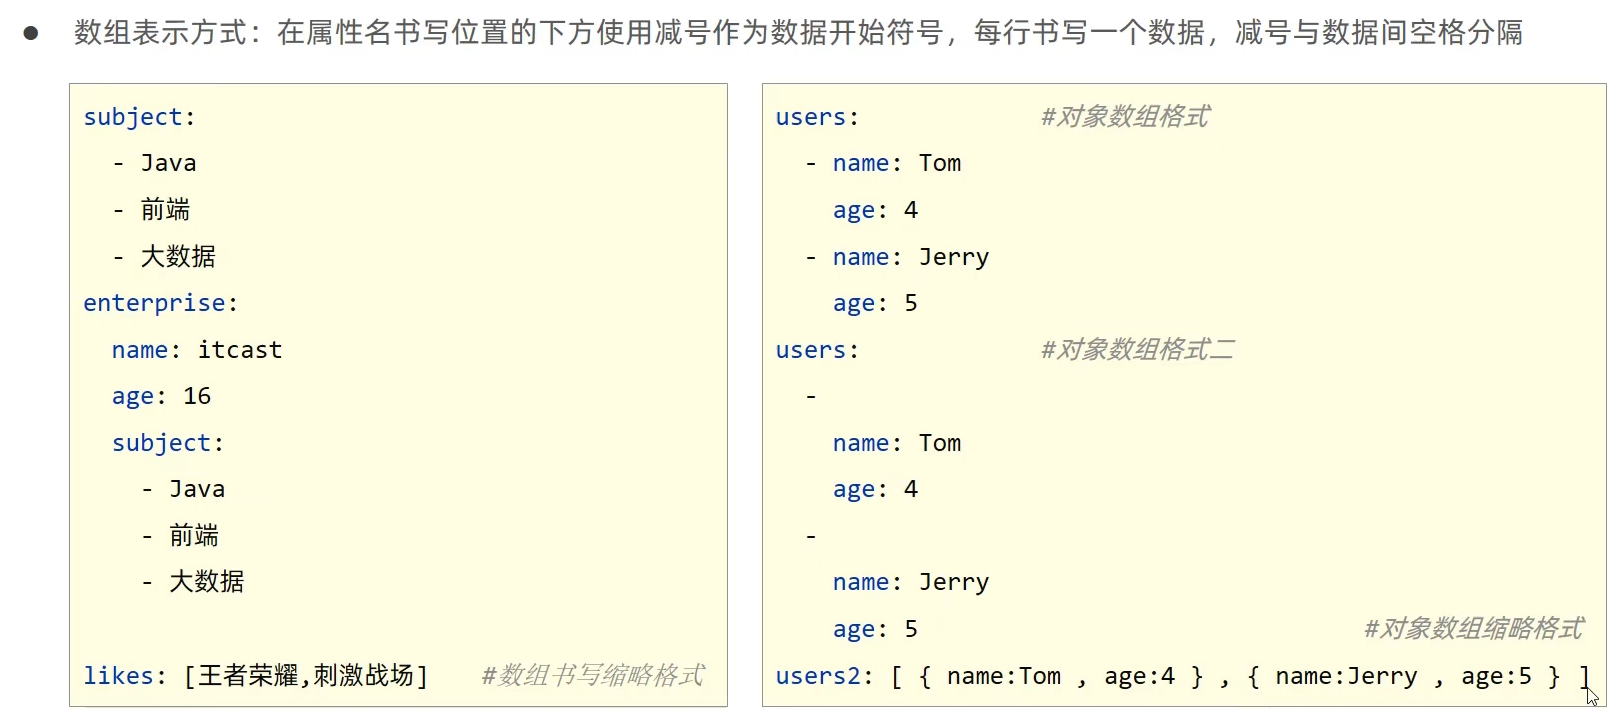 ● 数组表示方式：在属性名书写位置的下方使用减号作为数据开始符号，每行书写一个数据，减号与数据间空格分隔
subject:
  - Java
  - 前端
  - 大数据
enterprise:
  name: itcast
  age: 16
  subject:
    - Java
    - 前端
    - 大数据
likes: [王者荣耀,刺激战场]    #数组书写缩略格式
users:             #对象数组格式
  - name: Tom
    age: 4
  - name: Jerry
    age: 5
users:             #对象数组格式二
  -
    name: Tom
    age: 4
  -
    name: Jerry
    age: 5                               #对象数组缩略格式
users2: [ { name:Tom , age:4 } , { name:Jerry , age:5 } ]